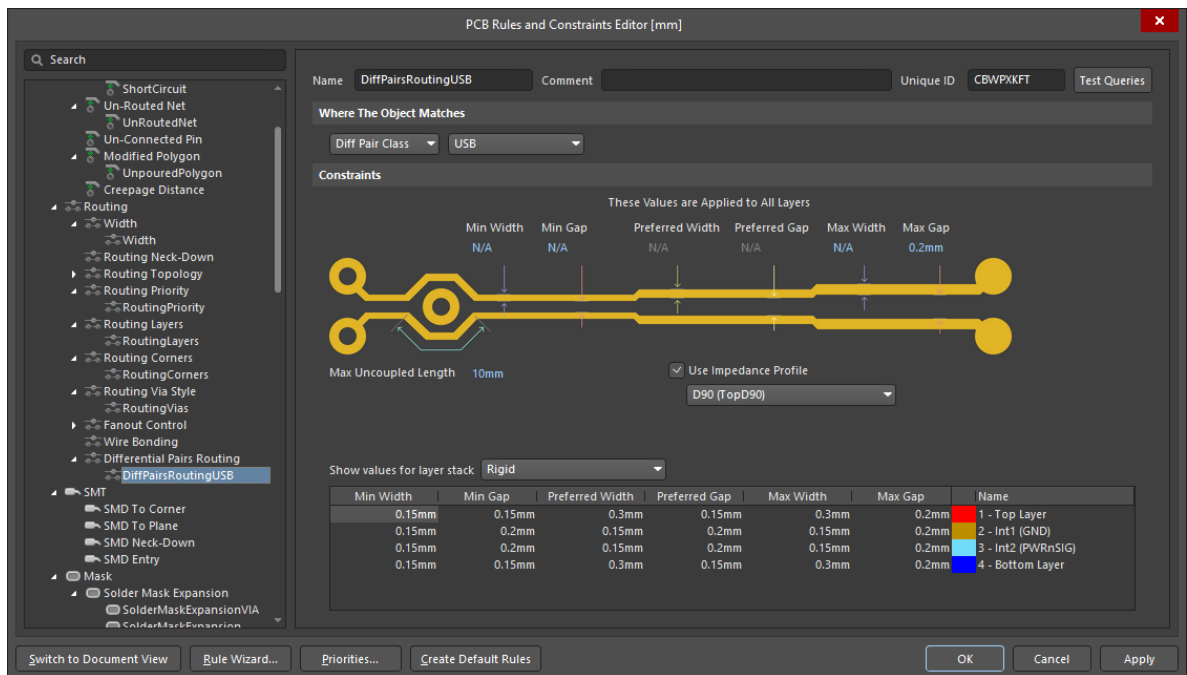 PCB Rules and Constraints Editor [mm]
Search
ShortCircuit
Un-Routed Net
UnRoutedNet
Un-Connected Pin
Modified Polygon
UnpouredPolygon
Creepage Distance
Routing
Width
Width
Routing Neck-Down
Routing Topology
Routing Priority
RoutingPriority
Routing Layers
RoutingLayers
Routing Corners
RoutingCorners
Routing Via Style
RoutingVias
Fanout Control
Wire Bonding
Differential Pairs Routing
DiffPairsRoutingUSB
SMT
SMD To Corner
SMD To Plane
SMD Neck-Down
SMD Entry
Mask
Solder Mask Expansion
SolderMaskExpansionVIA
SolderMaskExpansion
Name DiffPairsRoutingUSB Comment Unique ID CBWPXKFT Test Queries
Where The Object Matches
Diff Pair Class USB
Constraints
These Values are Applied to All Layers
Min Width Min Gap Preferred Width Preferred Gap Max Width Max Gap
N/A N/A N/A N/A N/A 0.2mm
Max Uncoupled Length 10mm
Use Impedance Profile
D90 (TopD90)
Show values for layer stack Rigid
Min Width Min Gap Preferred Width Preferred Gap Max Width Max Gap Name
0.15mm 0.15mm 0.3mm 0.15mm 0.3mm 0.2mm 1 - Top Layer
0.15mm 0.2mm 0.15mm 0.2mm 0.15mm 0.2mm 2 - Int1 (GND)
0.15mm 0.2mm 0.15mm 0.2mm 0.15mm 0.2mm 3 - Int2 (PWRnSIG)
0.15mm 0.15mm 0.3mm 0.15mm 0.3mm 0.2mm 4 - Bottom Layer
Switch to Document View Rule Wizard... Priorities... Create Default Rules OK Cancel Apply